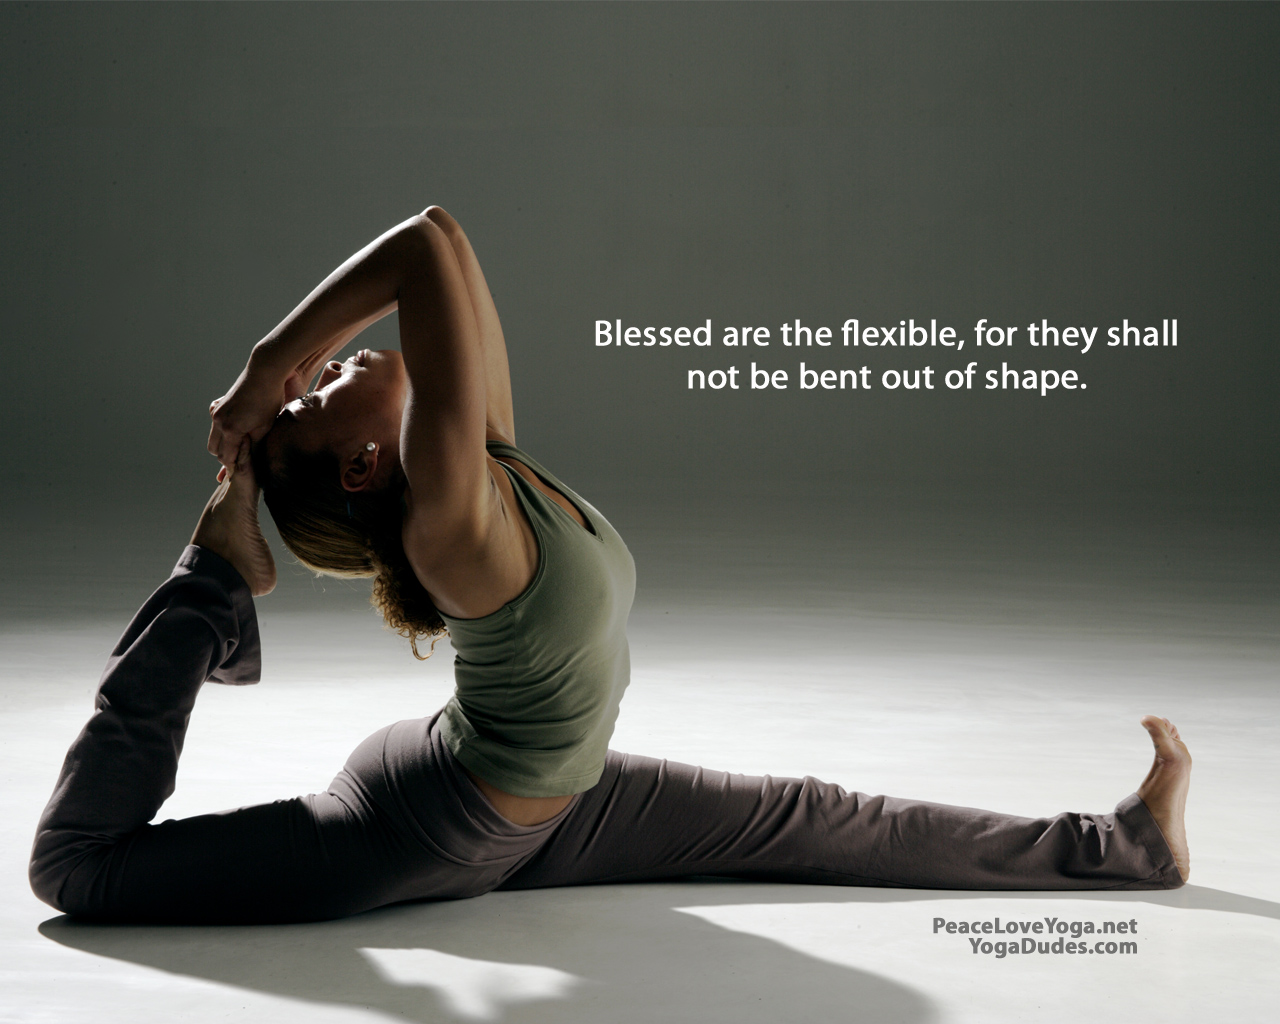 Blessed are the flexible, for they shall
not be bent out of shape.
PeaceLoveYoga.net
YogaDudes.com